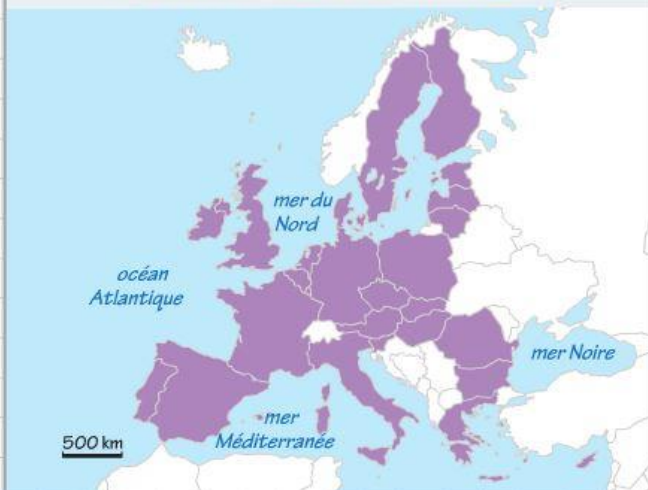 mer du
Nord
océan
Atlantique
mer Noire
mer
Méditerranée
500 km